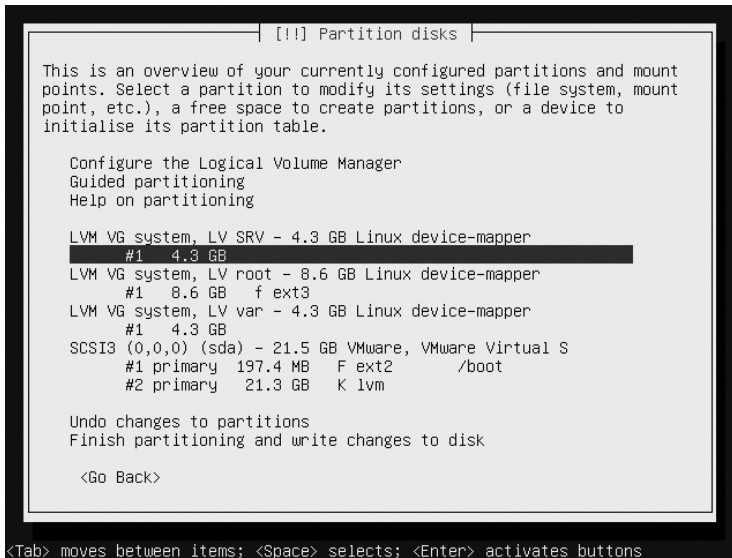 [!!] Partition disks
This is an overview of your currently configured partitions and mount
points. Select a partition to modify its settings (file system, mount
point, etc.), a free space to create partitions, or a device to
initialise its partition table.
Configure the Logical Volume Manager
Guided partitioning
Help on partitioning
LVM VG system, LV SRV - 4.3 GB Linux device-mapper
#1 4.3 GB
LVM VG system, LV root - 8.6 GB Linux device-mapper
#1 8.6 GB f ext3
LVM VG system, LV var - 4.3 GB Linux device-mapper
#1 4.3 GB
SCSI3 (0,0,0) (sda) - 21.5 GB VMware, VMware Virtual S
#1 primary 197.4 MB F ext2 /boot
#2 primary 21.3 GB K lvm
Undo changes to partitions
Finish partitioning and write changes to disk
<Go Back>
<Tab> moves between items; <Space> selects; <Enter> activates buttons